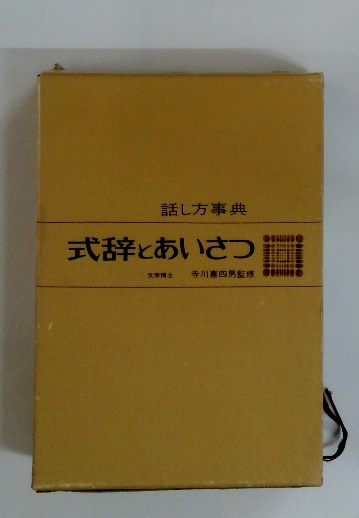 話し方事典
式辞とあいさつ
文学博士 寺川喜四男監修